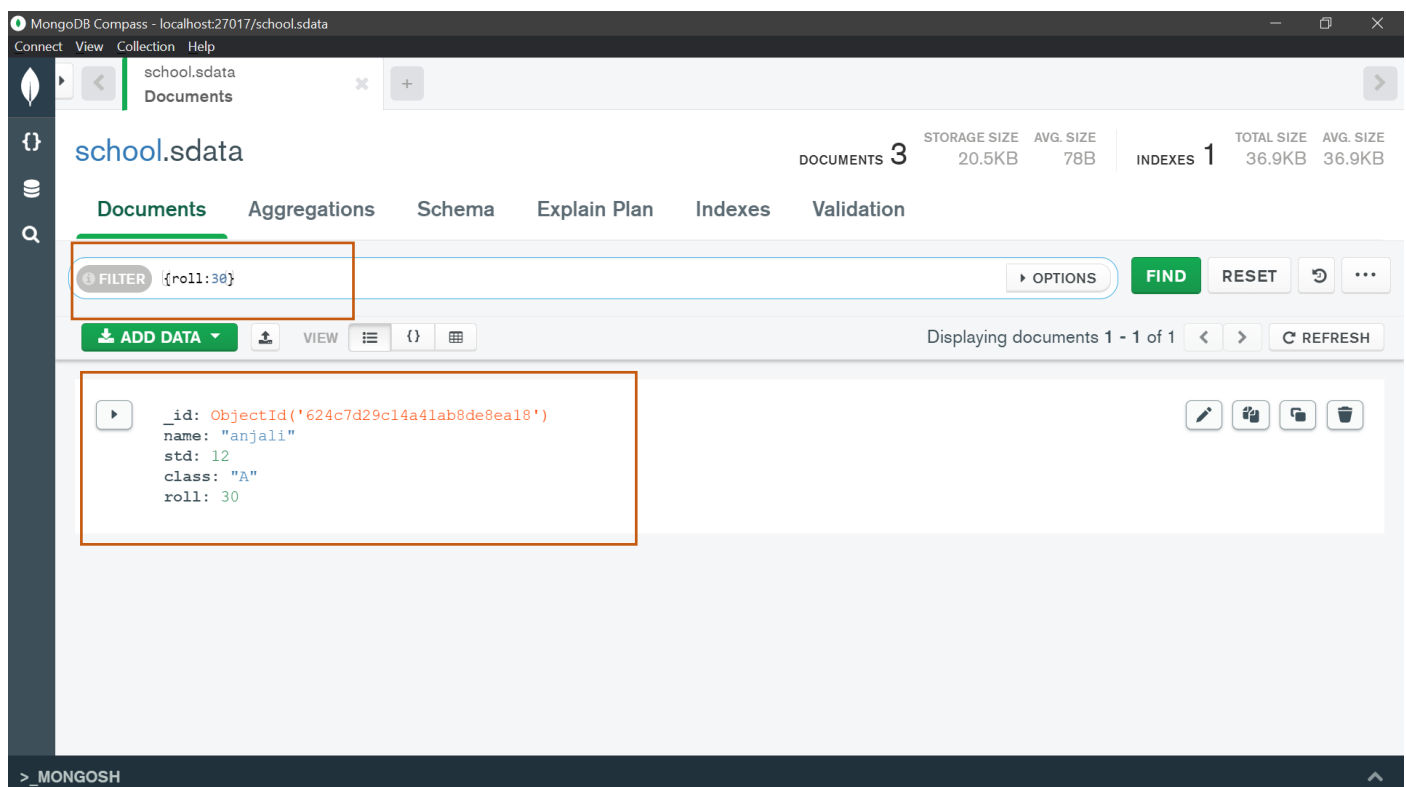 MongoDB Compass - localhost:27017/school.sdata
Connect View Collection Help
school.sdata
Documents
+
school.sdata
DOCUMENTS 3
STORAGE SIZE AVG. SIZE
20.5KB 78B
INDEXES 1
TOTAL SIZE AVG. SIZE
36.9KB 36.9KB
Documents Aggregations Schema Explain Plan Indexes Validation
FILTER {roll:30} OPTIONS FIND RESET ...
ADD DATA VIEW {} Displaying documents 1 - 1 of 1 REFRESH
_id: ObjectId('624c7d29c14a41ab8de8ea18')
name: "anjali"
std: 12
class: "A"
roll: 30
>_MONGOSH